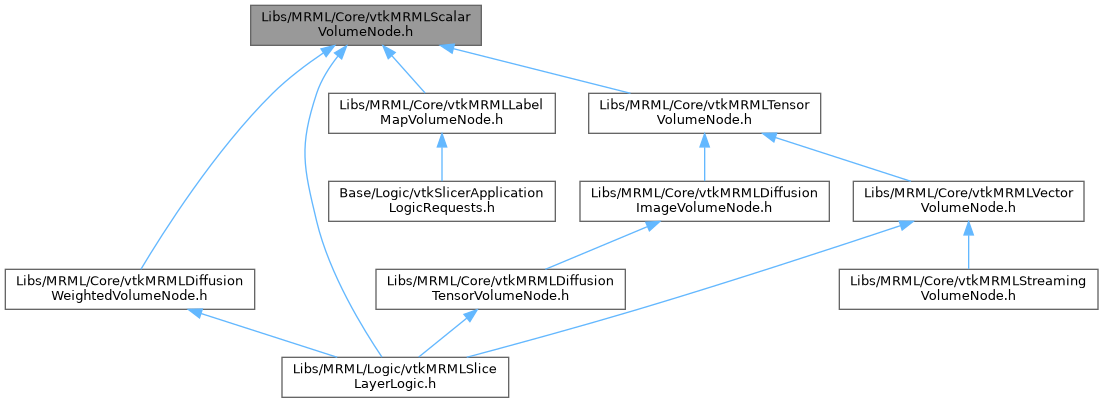 Libs/MRML/Core/vtkMRMLScalar
VolumeNode.h
Libs/MRML/Core/vtkMRMLLabel
MapVolumeNode.h
Libs/MRML/Core/vtkMRMLTensor
VolumeNode.h
Base/Logic/vtkSlicerApplication
LogicRequests.h
Libs/MRML/Core/vtkMRMLDiffusion
ImageVolumeNode.h
Libs/MRML/Core/vtkMRMLVector
VolumeNode.h
Libs/MRML/Core/vtkMRMLDiffusion
WeightedVolumeNode.h
Libs/MRML/Core/vtkMRMLDiffusion
TensorVolumeNode.h
Libs/MRML/Core/vtkMRMLStreaming
VolumeNode.h
Libs/MRML/Logic/vtkMRMLSlice
LayerLogic.h